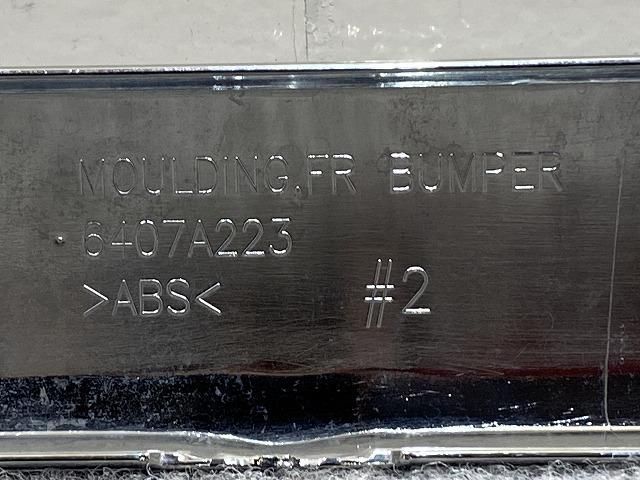 MOULDING,FR BUMPER
6407A223
>ABS< #2